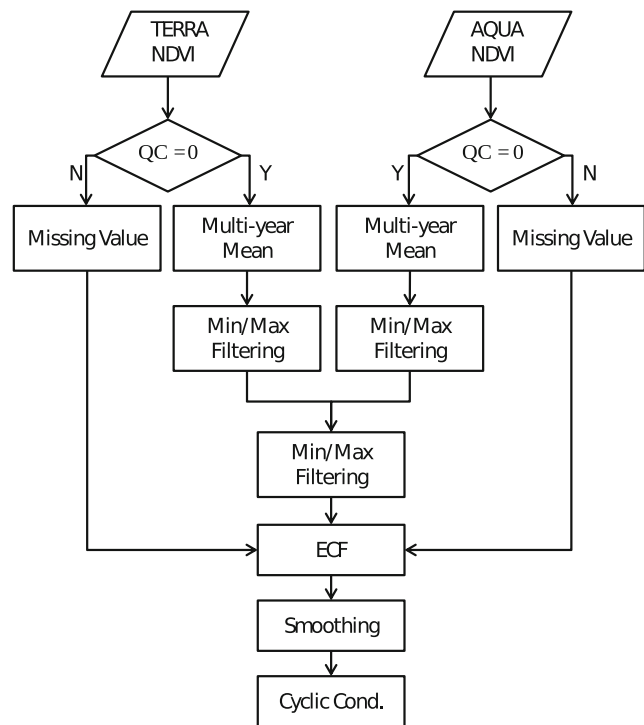 TERRA
NDVI
AQUA
NDVI
QC = 0
QC = 0
N
Y
Y
N
Missing Value
Multi-year
Mean
Multi-year
Mean
Missing Value
Min/Max
Filtering
Min/Max
Filtering
Min/Max
Filtering
ECF
Smoothing
Cyclic Cond.